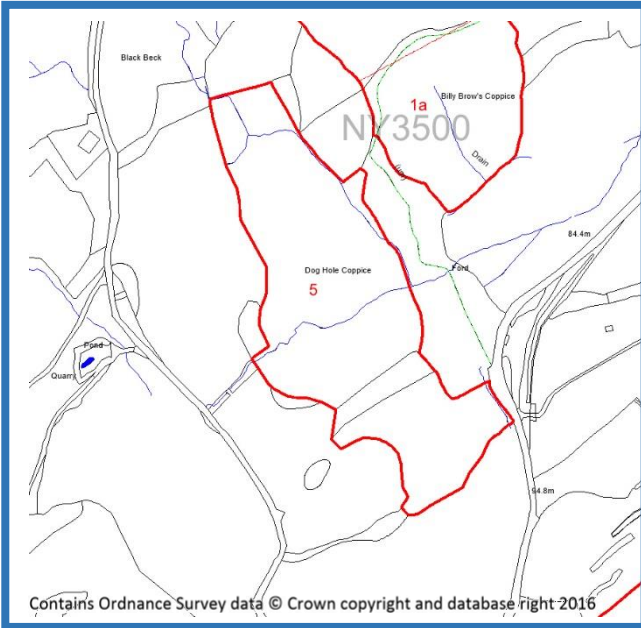 Black Beck
Billy Brow's Coppice
1a
NY3500
Drain
84.4m
Ford
Dog Hole Coppice
5
Pond
Quarry
94.8m
Contains Ordnance Survey data © Crown copyright and database right 2016